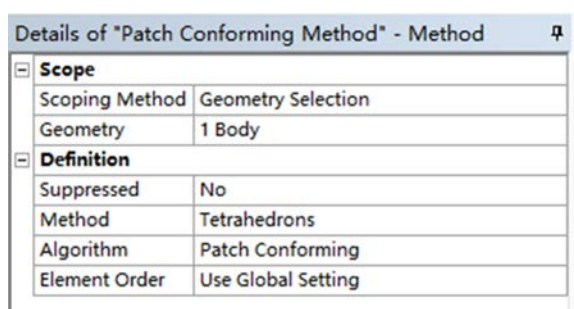 Details of "Patch Conforming Method" - Method
Scope
Scoping Method Geometry Selection
Geometry 1 Body
Definition
Suppressed No
Method Tetrahedrons
Algorithm Patch Conforming
Element Order Use Global Setting